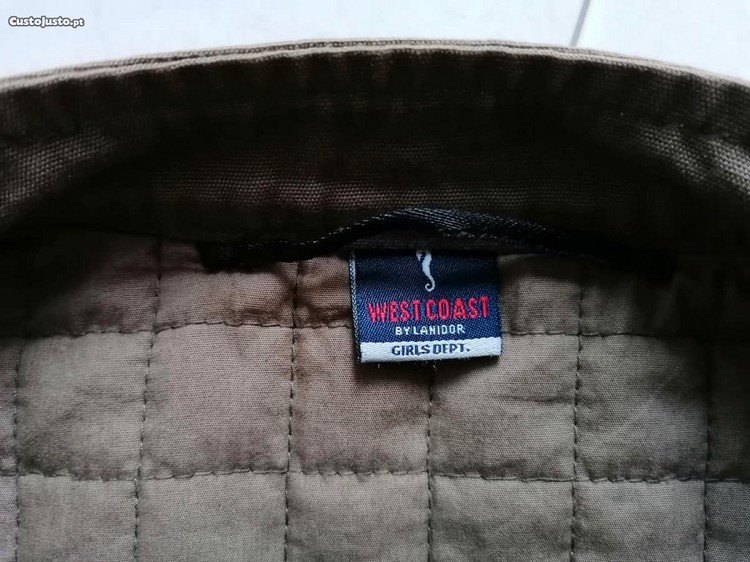 CustoJusto.pt
WEST COAST
BY LANIDOR
GIRLS DEPT.